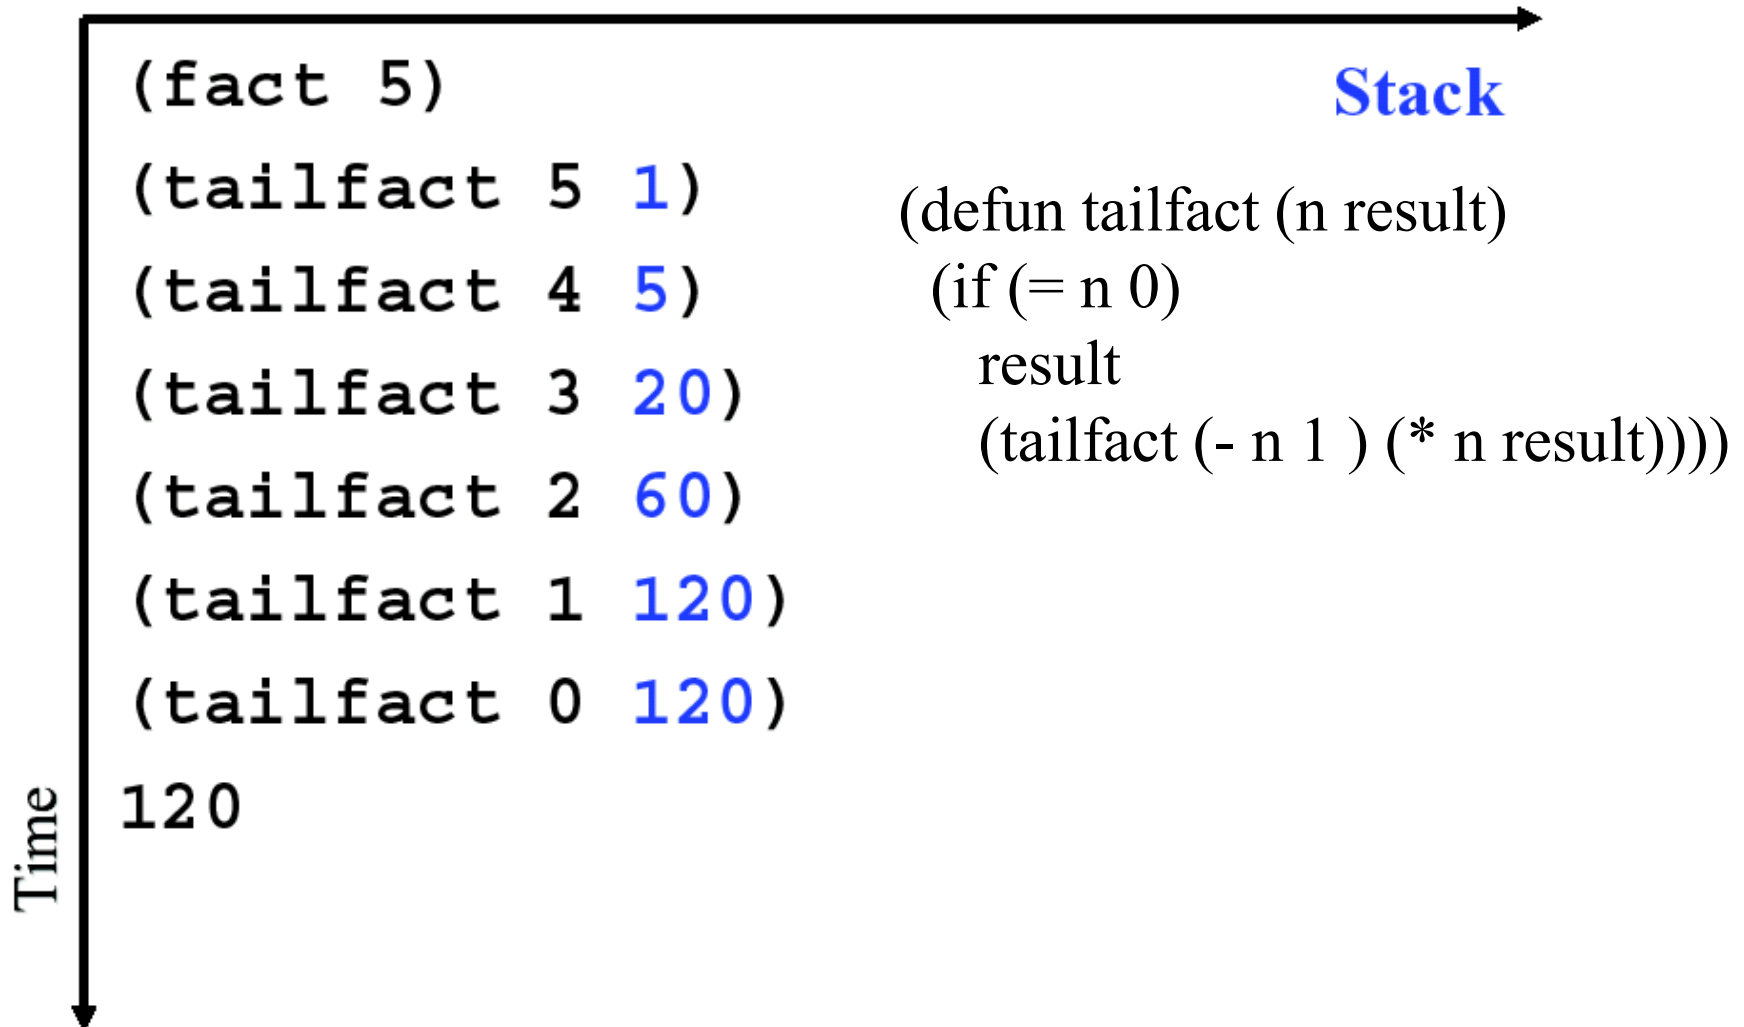 (fact 5)
Stack
(tailfact 5 1)
(tailfact 4 5)
(tailfact 3 20)
(tailfact 2 60)
(tailfact 1 120)
(tailfact 0 120)
120
(defun tailfact (n result)
(if (= n 0)
result
(tailfact (- n 1 ) (* n result))))
Time